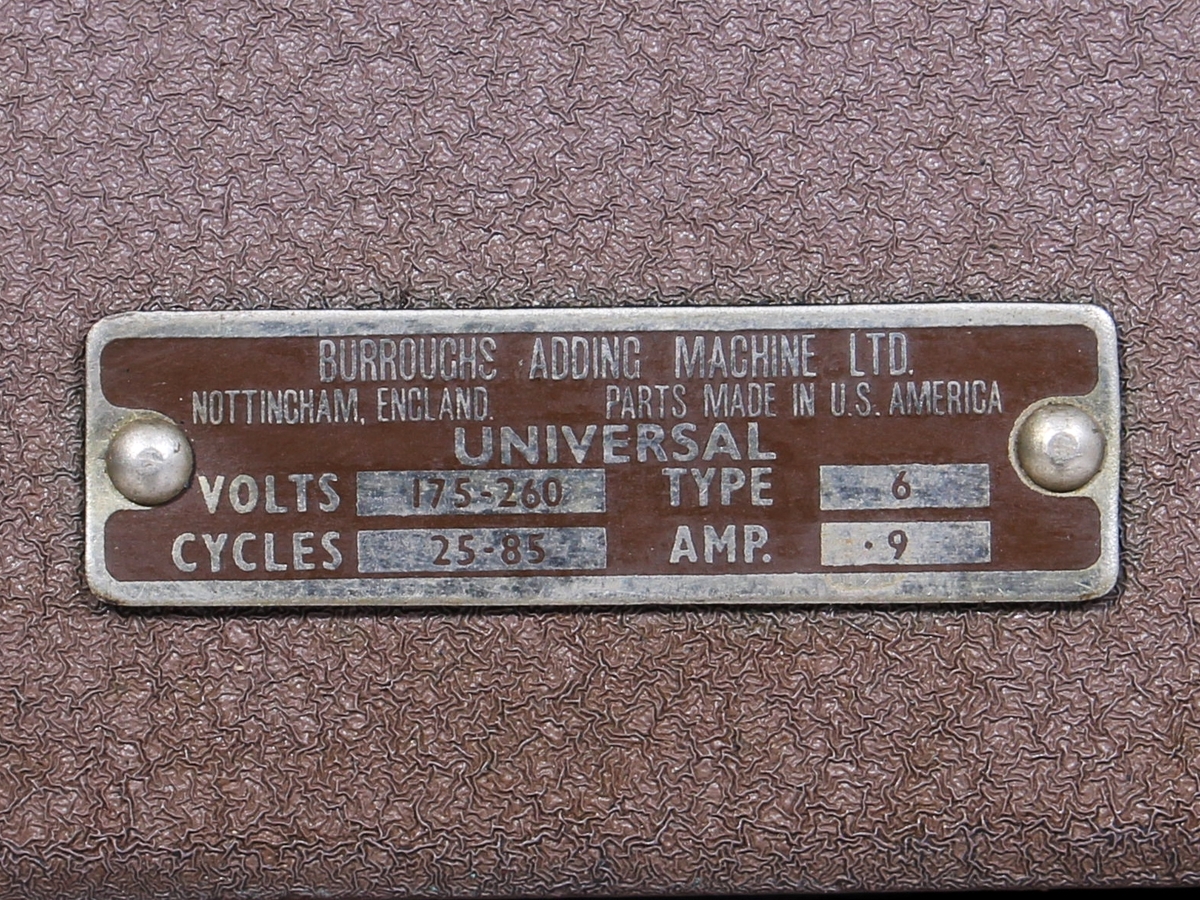 BURROUGHS ADDING MACHINE LTD.
NOTTINGHAM, ENGLAND. PARTS MADE IN U.S. AMERICA
UNIVERSAL
VOLTS 175-260 TYPE 6
CYCLES 25-85 AMP. ·9